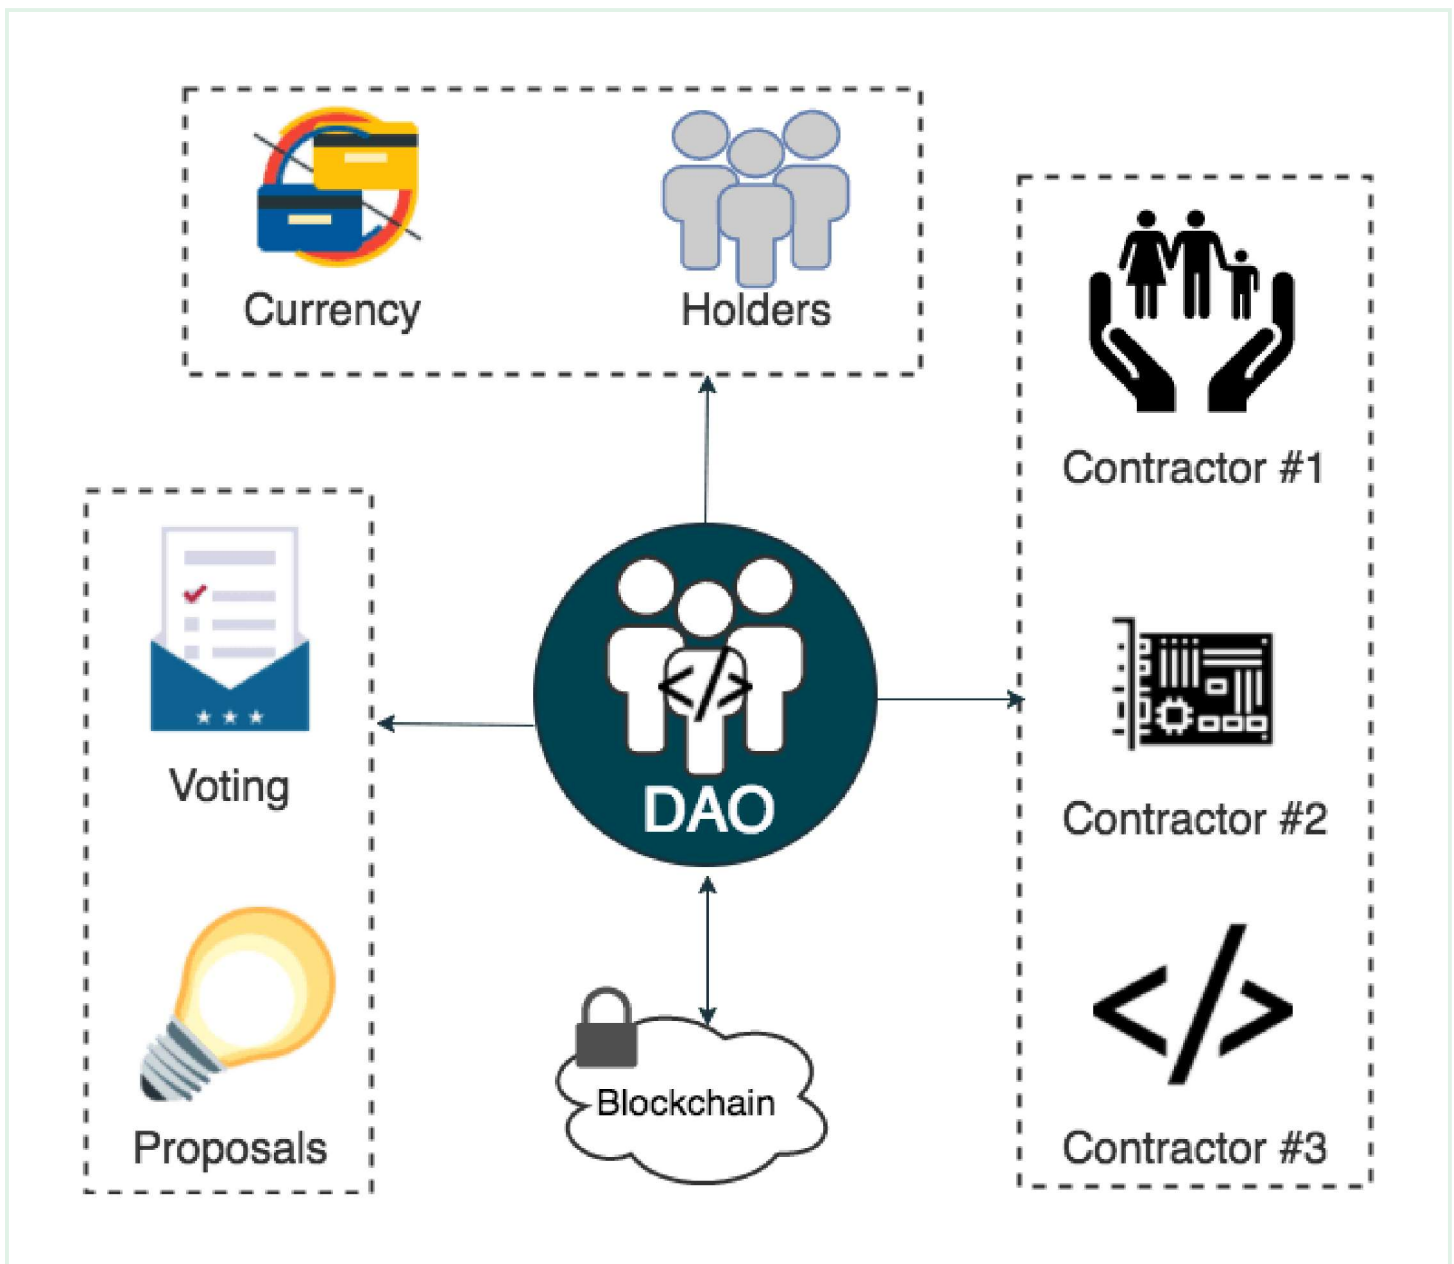 Currency
Holders
Contractor #1
Voting
DAO
Contractor #2
Proposals
Blockchain
Contractor #3